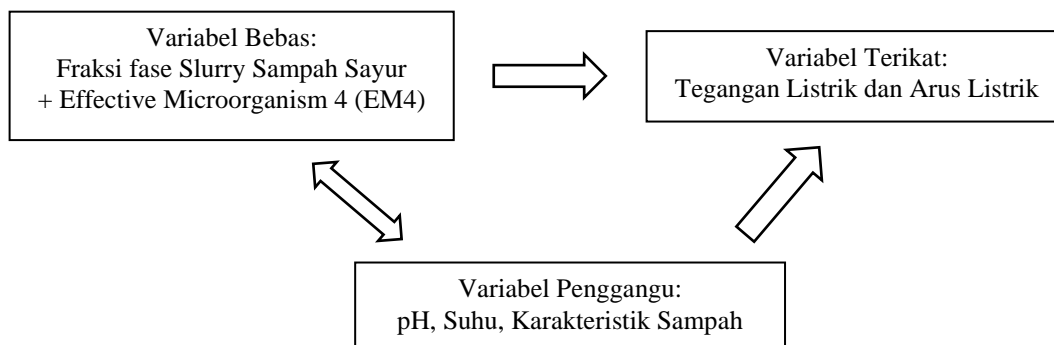 Variabel Bebas:
Fraksi fase Slurry Sampah Sayur
+ Effective Microorganism 4 (EM4)
Variabel Terikat:
Tegangan Listrik dan Arus Listrik
Variabel Penggangu:
pH, Suhu, Karakteristik Sampah